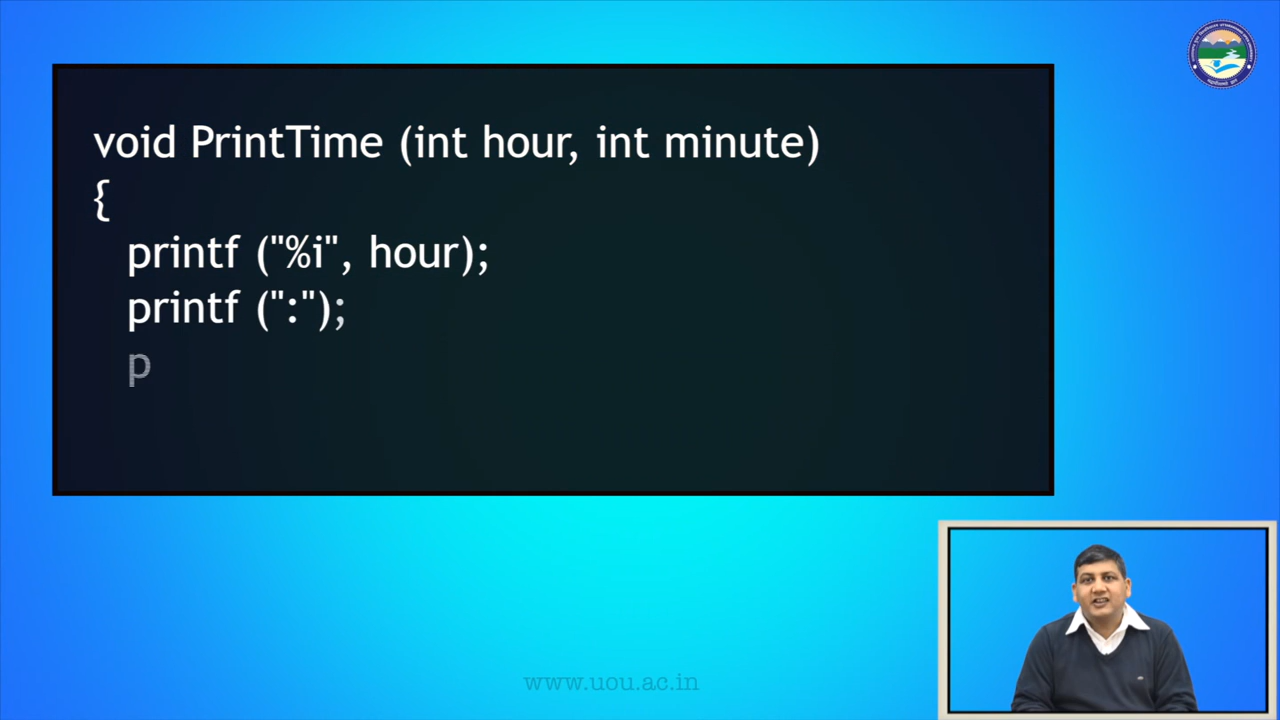 void PrintTime (int hour, int minute)
{
printf ("%i", hour);
printf (":");
p
www.uou.ac.in